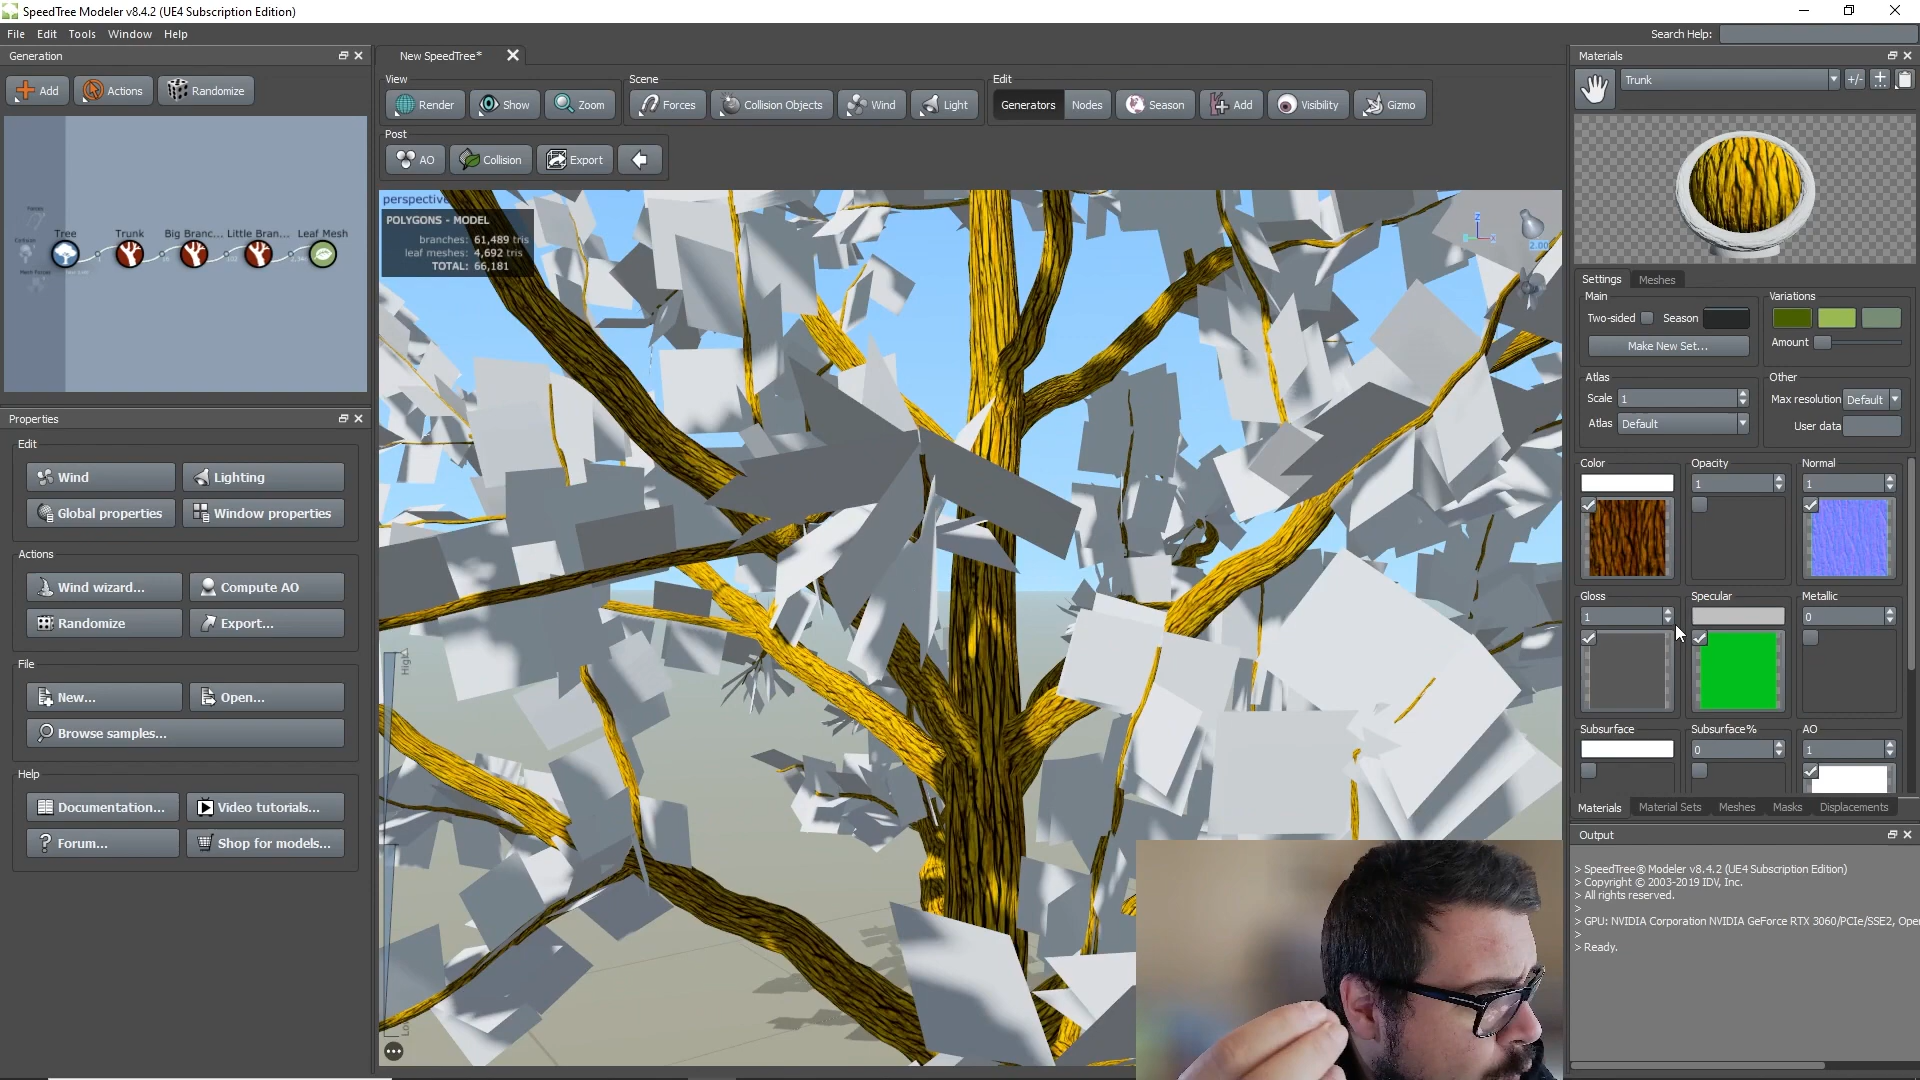 SpeedTree Modeler v8.4.2 (UE4 Subscription Edition)
File Edit Tools Window Help
Search Help:
Generation
Add Actions Randomize
Tree Trunk Big Branc... Little Bran... Leaf Mesh
Properties
Edit
Wind Lighting
Global properties Window properties
Actions
Wind wizard... Compute AO
Randomize Export...
File
New... Open...
Browse samples...
Help
Documentation... Video tutorials...
Forum... Shop for models...
New SpeedTree*
View Scene Edit
Render Show Zoom Forces Collision Objects Wind Light Generators Nodes Season Add Visibility Gizmo
Post
AO Collision Export
perspective
POLYGONS - MODEL
branches: 61,489 tris
leaf meshes: 4,692 tris
TOTAL: 66,181
2.00
High
Materials
Trunk +/-
Settings Meshes
Main Variations
Two-sided Season
Make New Set... Amount
Atlas Other
Scale 1 Max resolution Default
Atlas Default User data
Color Opacity Normal
1 1
Gloss Specular Metallic
1 0
Subsurface Subsurface% AO
0 1
Materials Material Sets Meshes Masks Displacements
Output
> SpeedTree® Modeler v8.4.2 (UE4 Subscription Edition)
> Copyright © 2003-2019 IDV, Inc.
> All rights reserved.
>
> GPU: NVIDIA Corporation NVIDIA GeForce RTX 3060/PCIe/SSE2, Ope
>
> Ready.